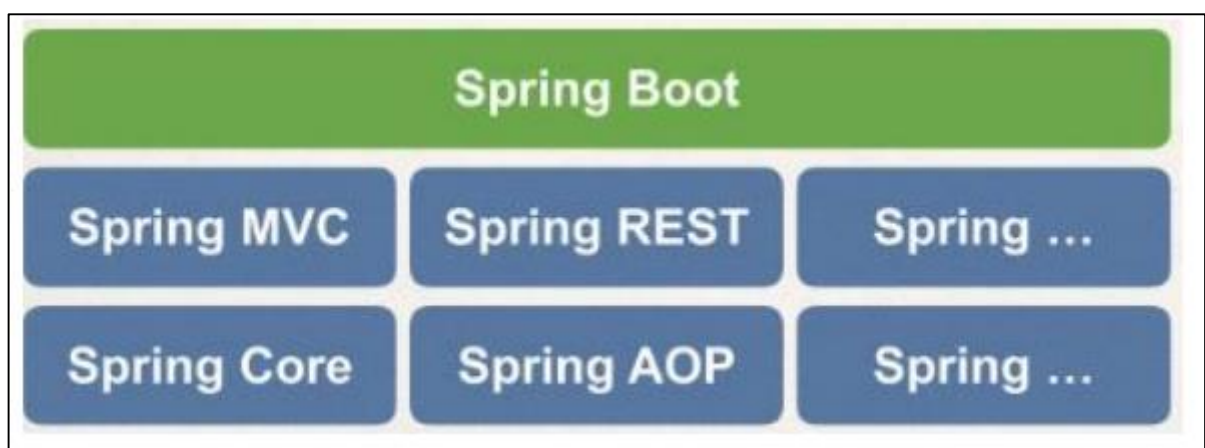 Spring Boot
Spring MVC Spring REST Spring ...
Spring Core Spring AOP Spring ...